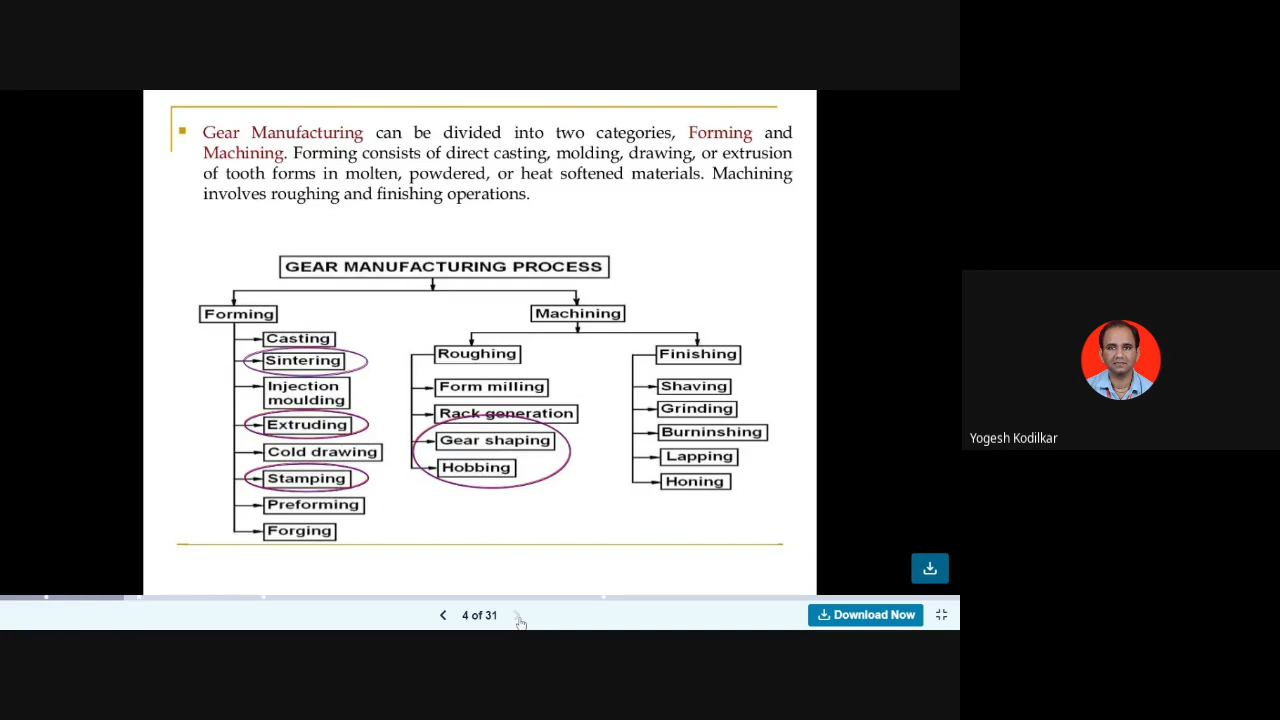 Gear Manufacturing can be divided into two categories, Forming and
Machining. Forming consists of direct casting, molding, drawing, or extrusion
of tooth forms in molten, powdered, or heat softened materials. Machining
involves roughing and finishing operations.
GEAR MANUFACTURING PROCESS
Forming
Casting
Sintering
Injection
moulding
Extruding
Cold drawing
Stamping
Preforming
Forging
Machining
Roughing
Form milling
Rack generation
Gear shaping
Hobbing
Finishing
Shaving
Grinding
Burninshing
Lapping
Honing
4 of 31
Download Now
Yogesh Kodilkar